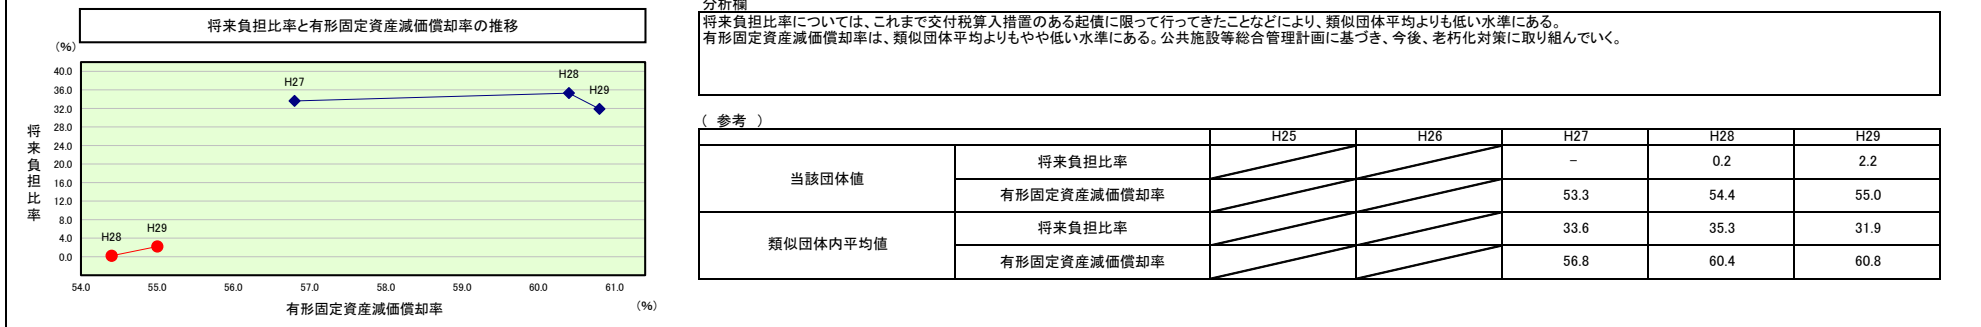 将来負担比率と有形固定資産減価償却率の推移
(%)
40.0
36.0
32.0
28.0
24.0
20.0
16.0
12.0
8.0
4.0
0.0
将来負担比率
H27
H28
H29
H28
H29
54.0 55.0 56.0 57.0 58.0 59.0 60.0 61.0
有形固定資産減価償却率
(%)
分析欄
将来負担比率については、これまで交付税算入措置のある起債に限って行ってきたことなどにより、類似団体平均よりも低い水準にある。
有形固定資産減価償却率は、類似団体平均よりもやや低い水準にある。公共施設等総合管理計画に基づき、今後、老朽化対策に取り組んでいく。
( 参考 )
H25 H26 H27 H28 H29
当該団体値
将来負担比率 － 0.2 2.2
有形固定資産減価償却率 53.3 54.4 55.0
類似団体内平均値
将来負担比率 33.6 35.3 31.9
有形固定資産減価償却率 56.8 60.4 60.8